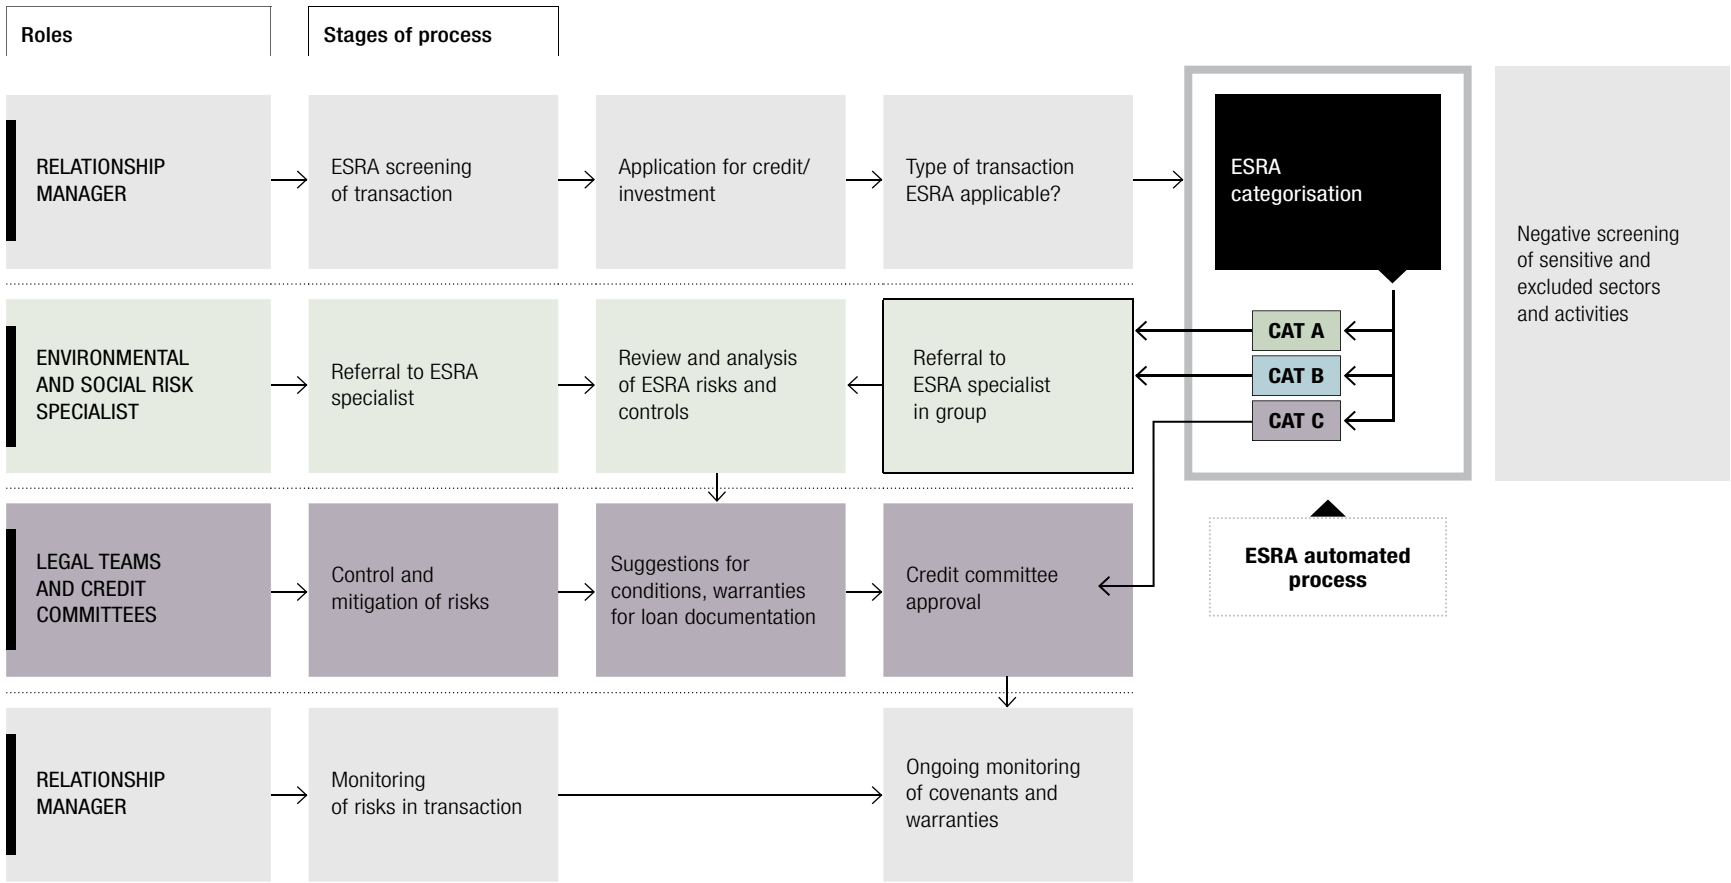 Roles
Stages of process
RELATIONSHIP
MANAGER
ESRA screening
of transaction
Application for credit/
investment
Type of transaction
ESRA applicable?
ESRA
categorisation
Negative screening
of sensitive and
excluded sectors
and activities
ENVIRONMENTAL
AND SOCIAL RISK
SPECIALIST
Referral to ESRA
specialist
Review and analysis
of ESRA risks and
controls
Referral to
ESRA specialist
in group
CAT A
CAT B
CAT C
LEGAL TEAMS
AND CREDIT
COMMITTEES
Control and
mitigation of risks
Suggestions for
conditions, warranties
for loan documentation
Credit committee
approval
ESRA automated
process
RELATIONSHIP
MANAGER
Monitoring
of risks in transaction
Ongoing monitoring
of covenants and
warranties